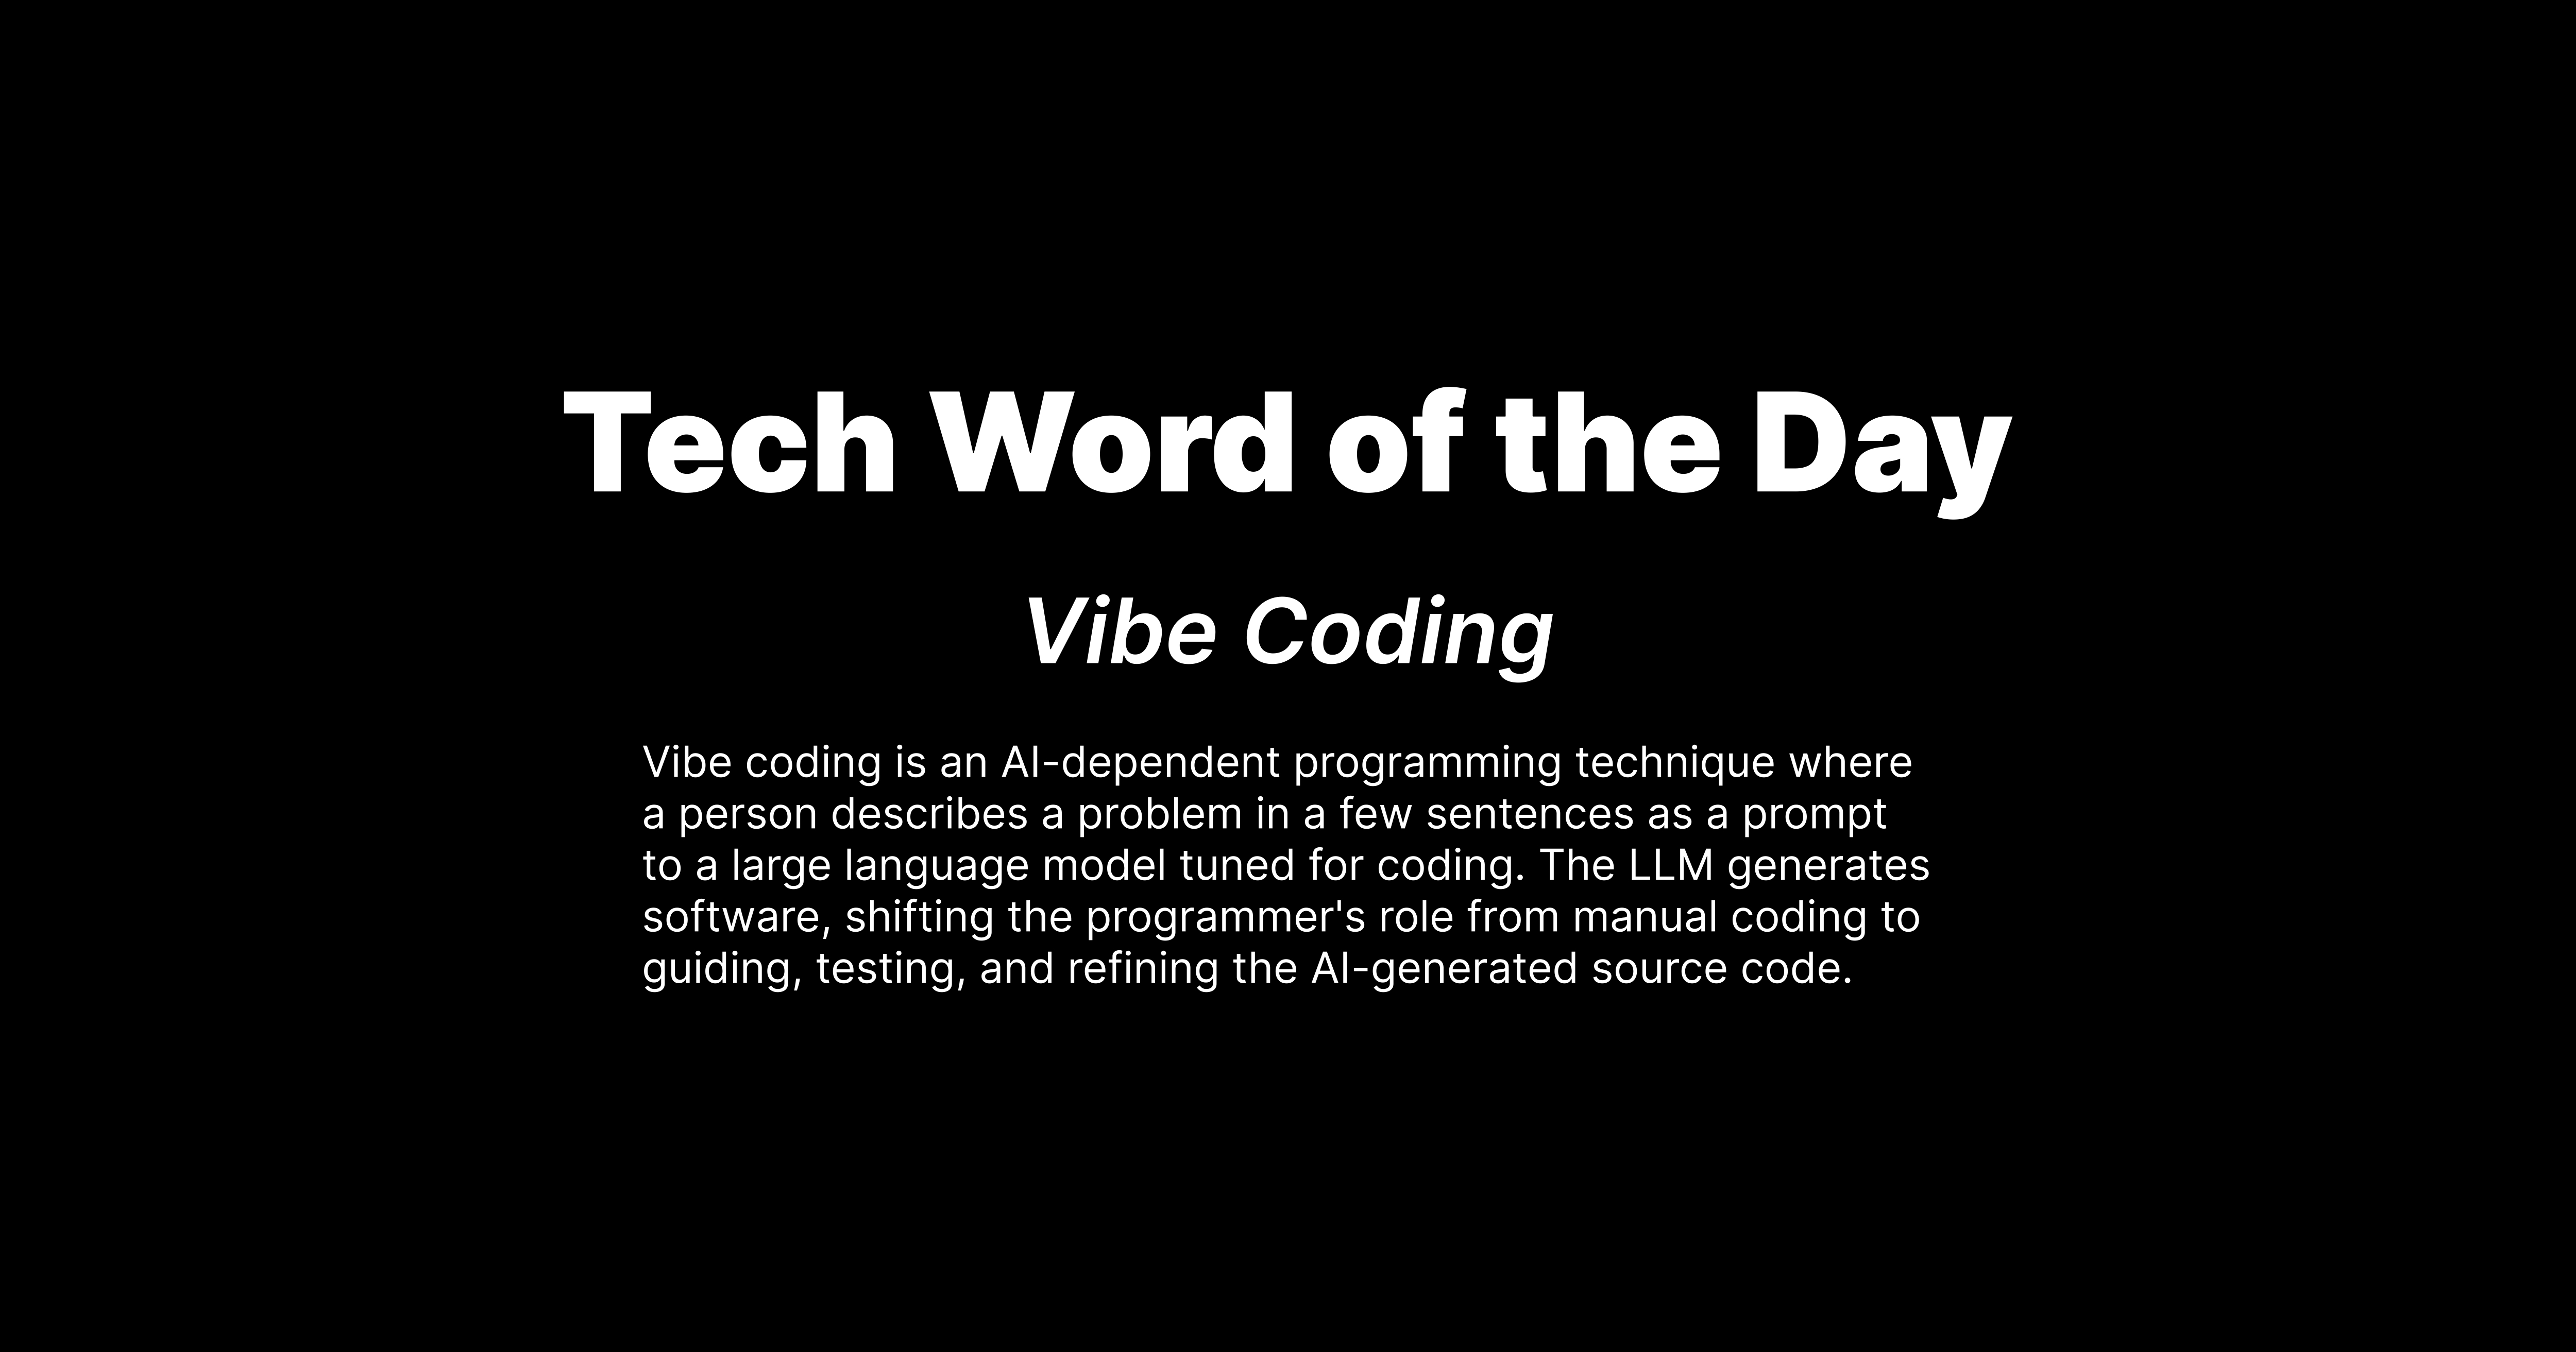 Tech Word of the Day
Vibe Coding
Vibe coding is an AI-dependent programming technique where
a person describes a problem in a few sentences as a prompt
to a large language model tuned for coding. The LLM generates
software, shifting the programmer's role from manual coding to
guiding, testing, and refining the AI-generated source code.